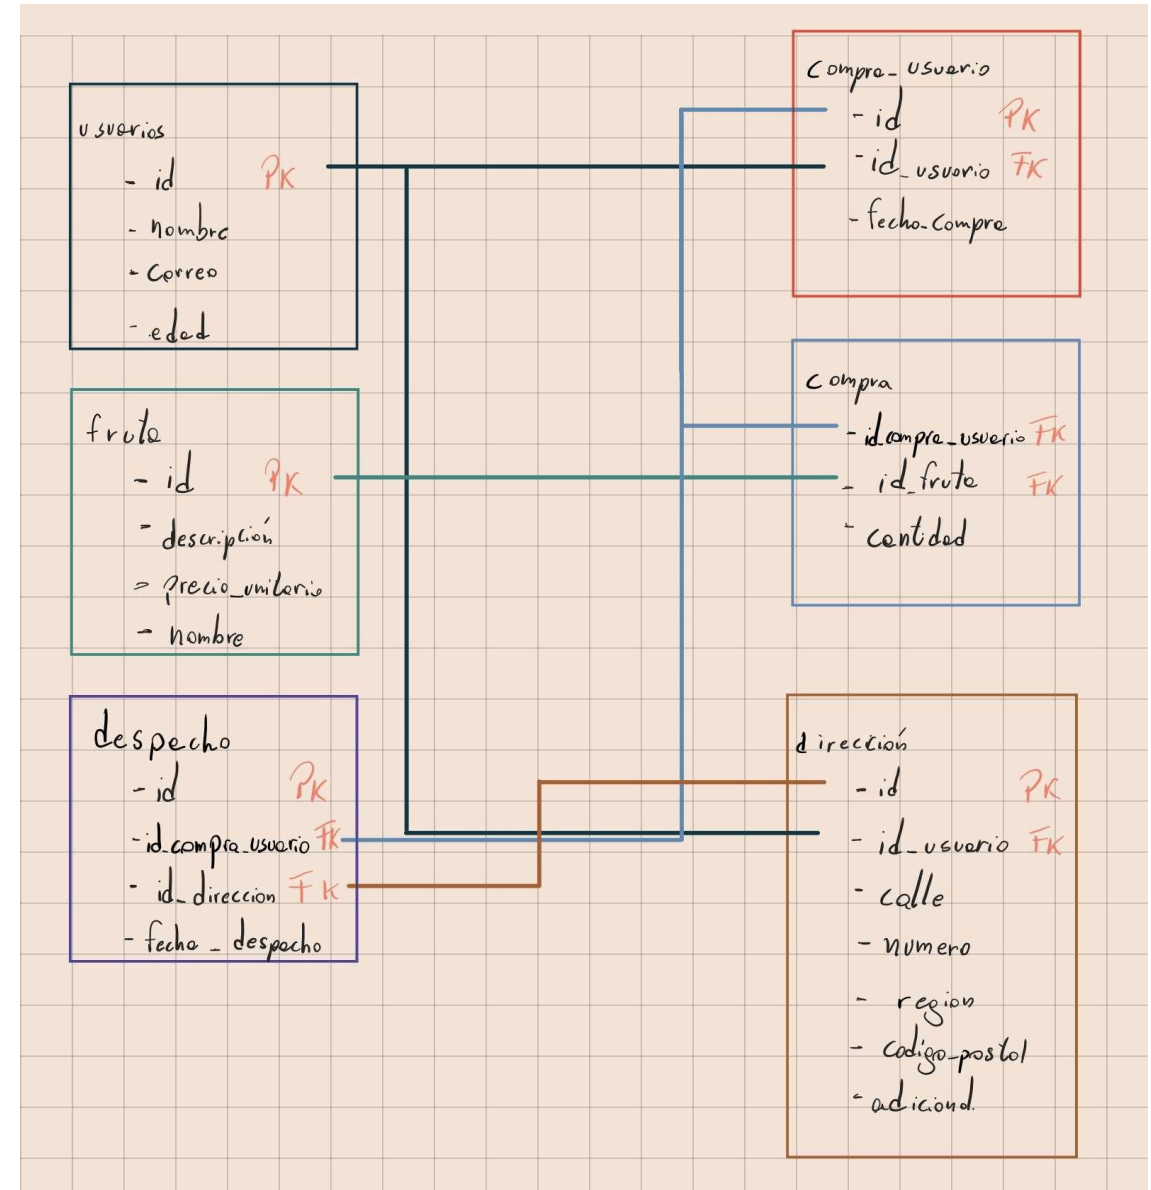 usuarios
- id PK
- nombre
- correo
- edad
fruta
- id PK
- descripción
- precio_unitario
- nombre
despacho
- id PK
- id_compra_usuario FK
- id_direccion FK
- fecha_despacho
Compra_usuario
- id PK
- id_usuario FK
- fecha_compra
Compra
- id_compra_usuario FK
- id_fruta FK
- cantidad
dirección
- id PK
- id_usuario FK
- calle
- numero
- region
- codigo_postal
- adicional